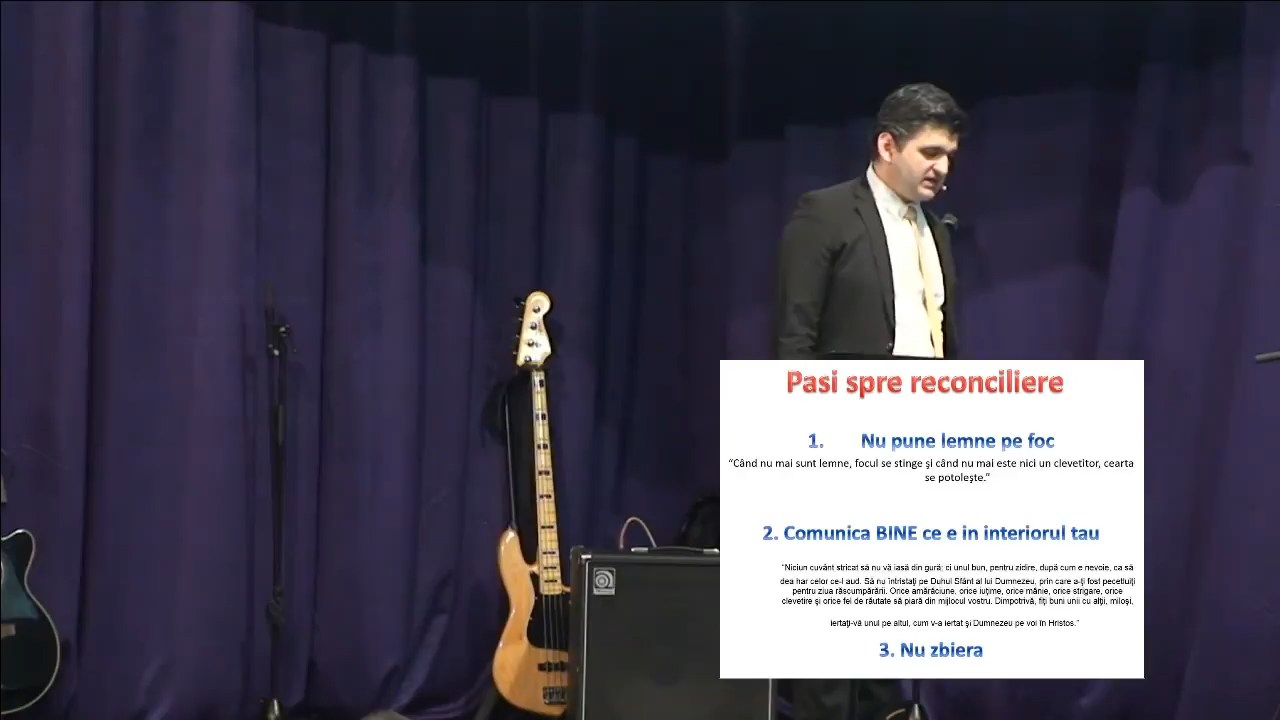 Pasi spre reconciliere
1. Nu pune lemne pe foc
“Când nu mai sunt lemne, focul se stinge şi când nu mai este nici un clevetitor, cearta
se potoleşte.”
2. Comunica BINE ce e in interiorul tau
“Niciun cuvânt stricat să nu vă iasă din gură; ci unul bun, pentru zidire, după cum e nevoie, ca să
dea har celor ce-l aud. Să nu întristaţi pe Duhul Sfânt al lui Dumnezeu, prin care a-ţi fost pecetluiţi
pentru ziua răscumpărării. Orice amărăciune, orice iuţime, orice mânie, orice strigare, orice
clevetire şi orice fel de răutate să piară din mijlocul vostru. Dimpotrivă, fiţi buni unii cu alţii, miloşi,
iertaţi-vă unul pe altul, cum v-a iertat şi Dumnezeu pe voi în Hristos.”
3. Nu zbiera